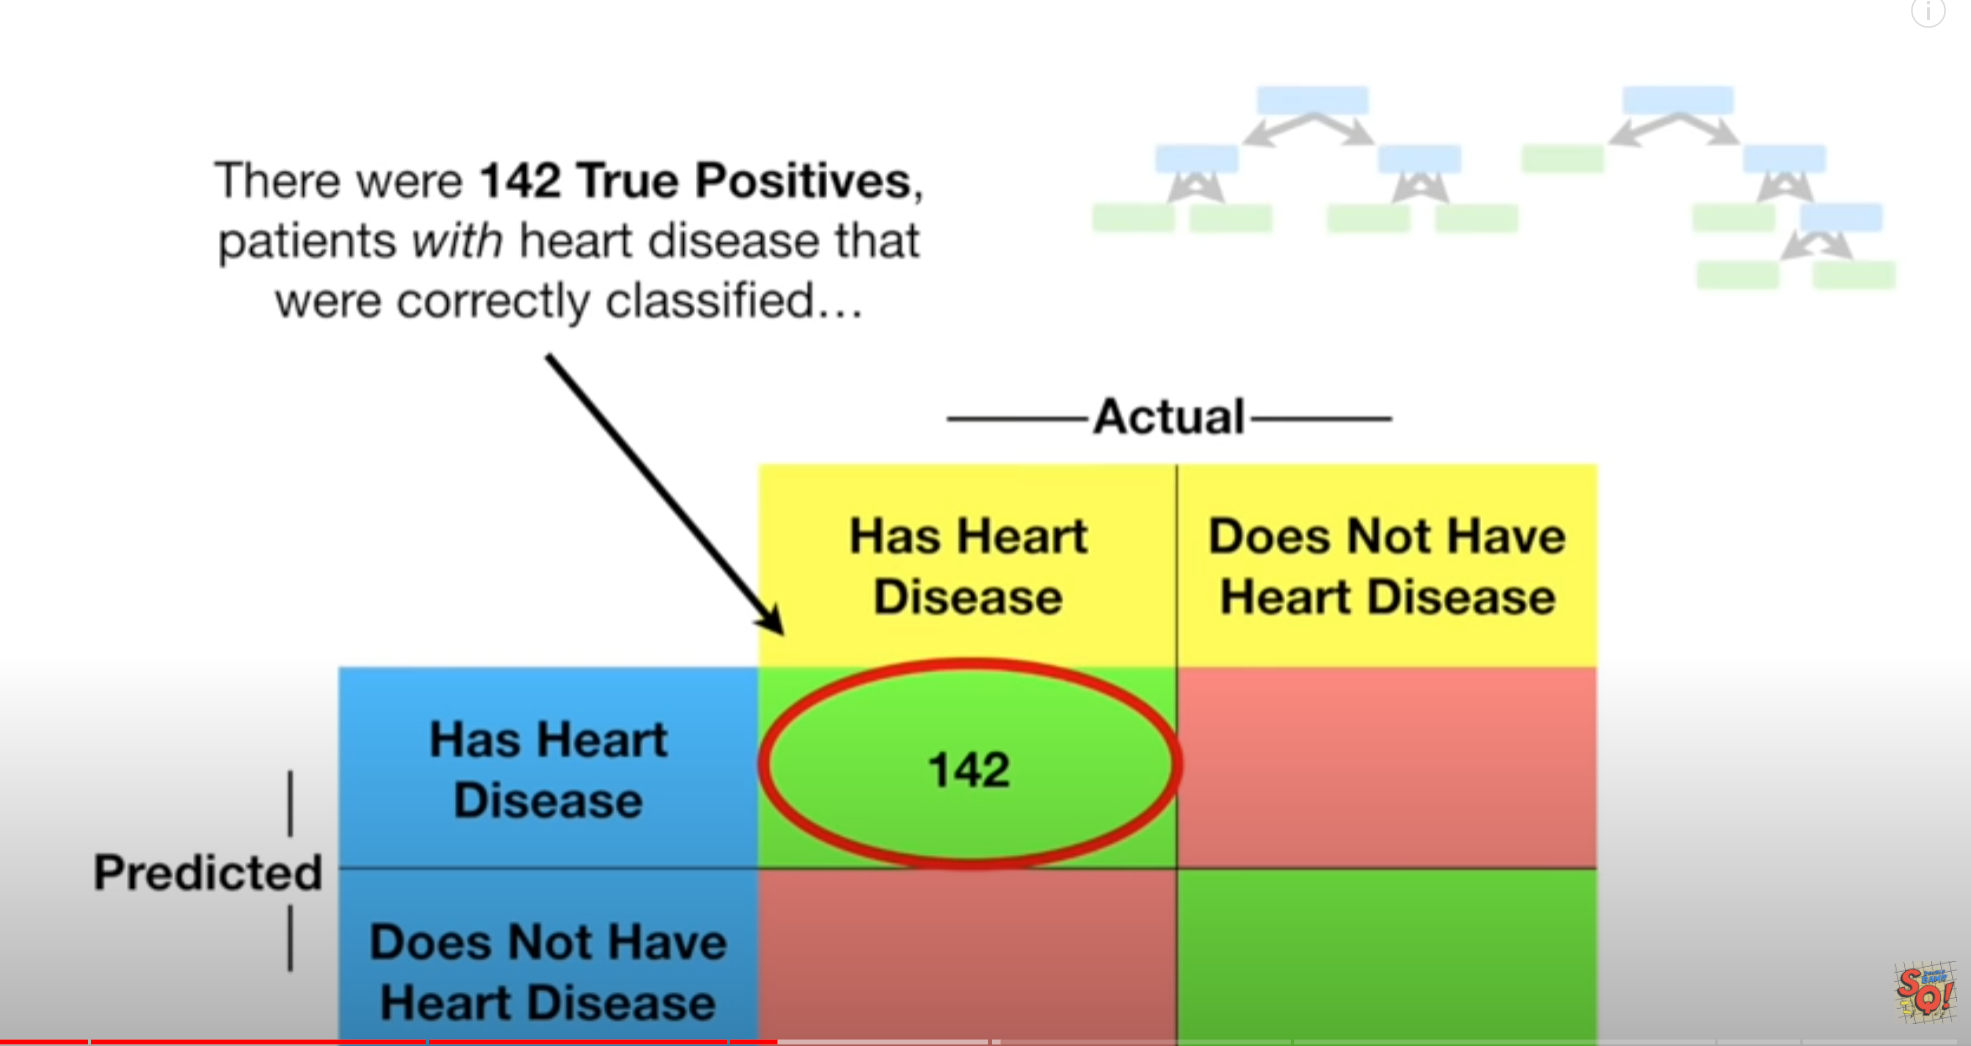 There were 142 True Positives,
patients with heart disease that
were correctly classified…
Actual
Has Heart
Disease
Does Not Have
Heart Disease
Has Heart
Disease
142
Predicted
Does Not Have
Heart Disease
SQ!